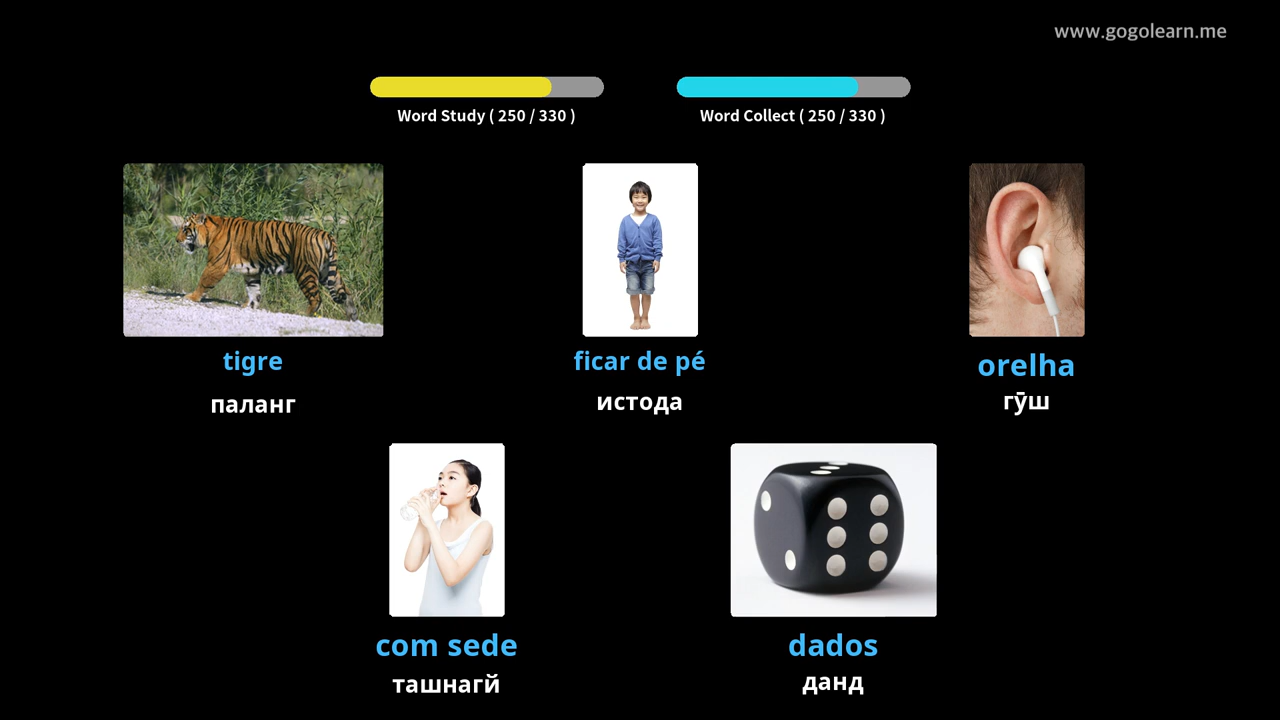 www.gogolearn.me
Word Study ( 250 / 330 )
Word Collect ( 250 / 330 )
tigre
паланг
ficar de pé
истода
orelha
гӯш
com sede
ташнагй
dados
данд